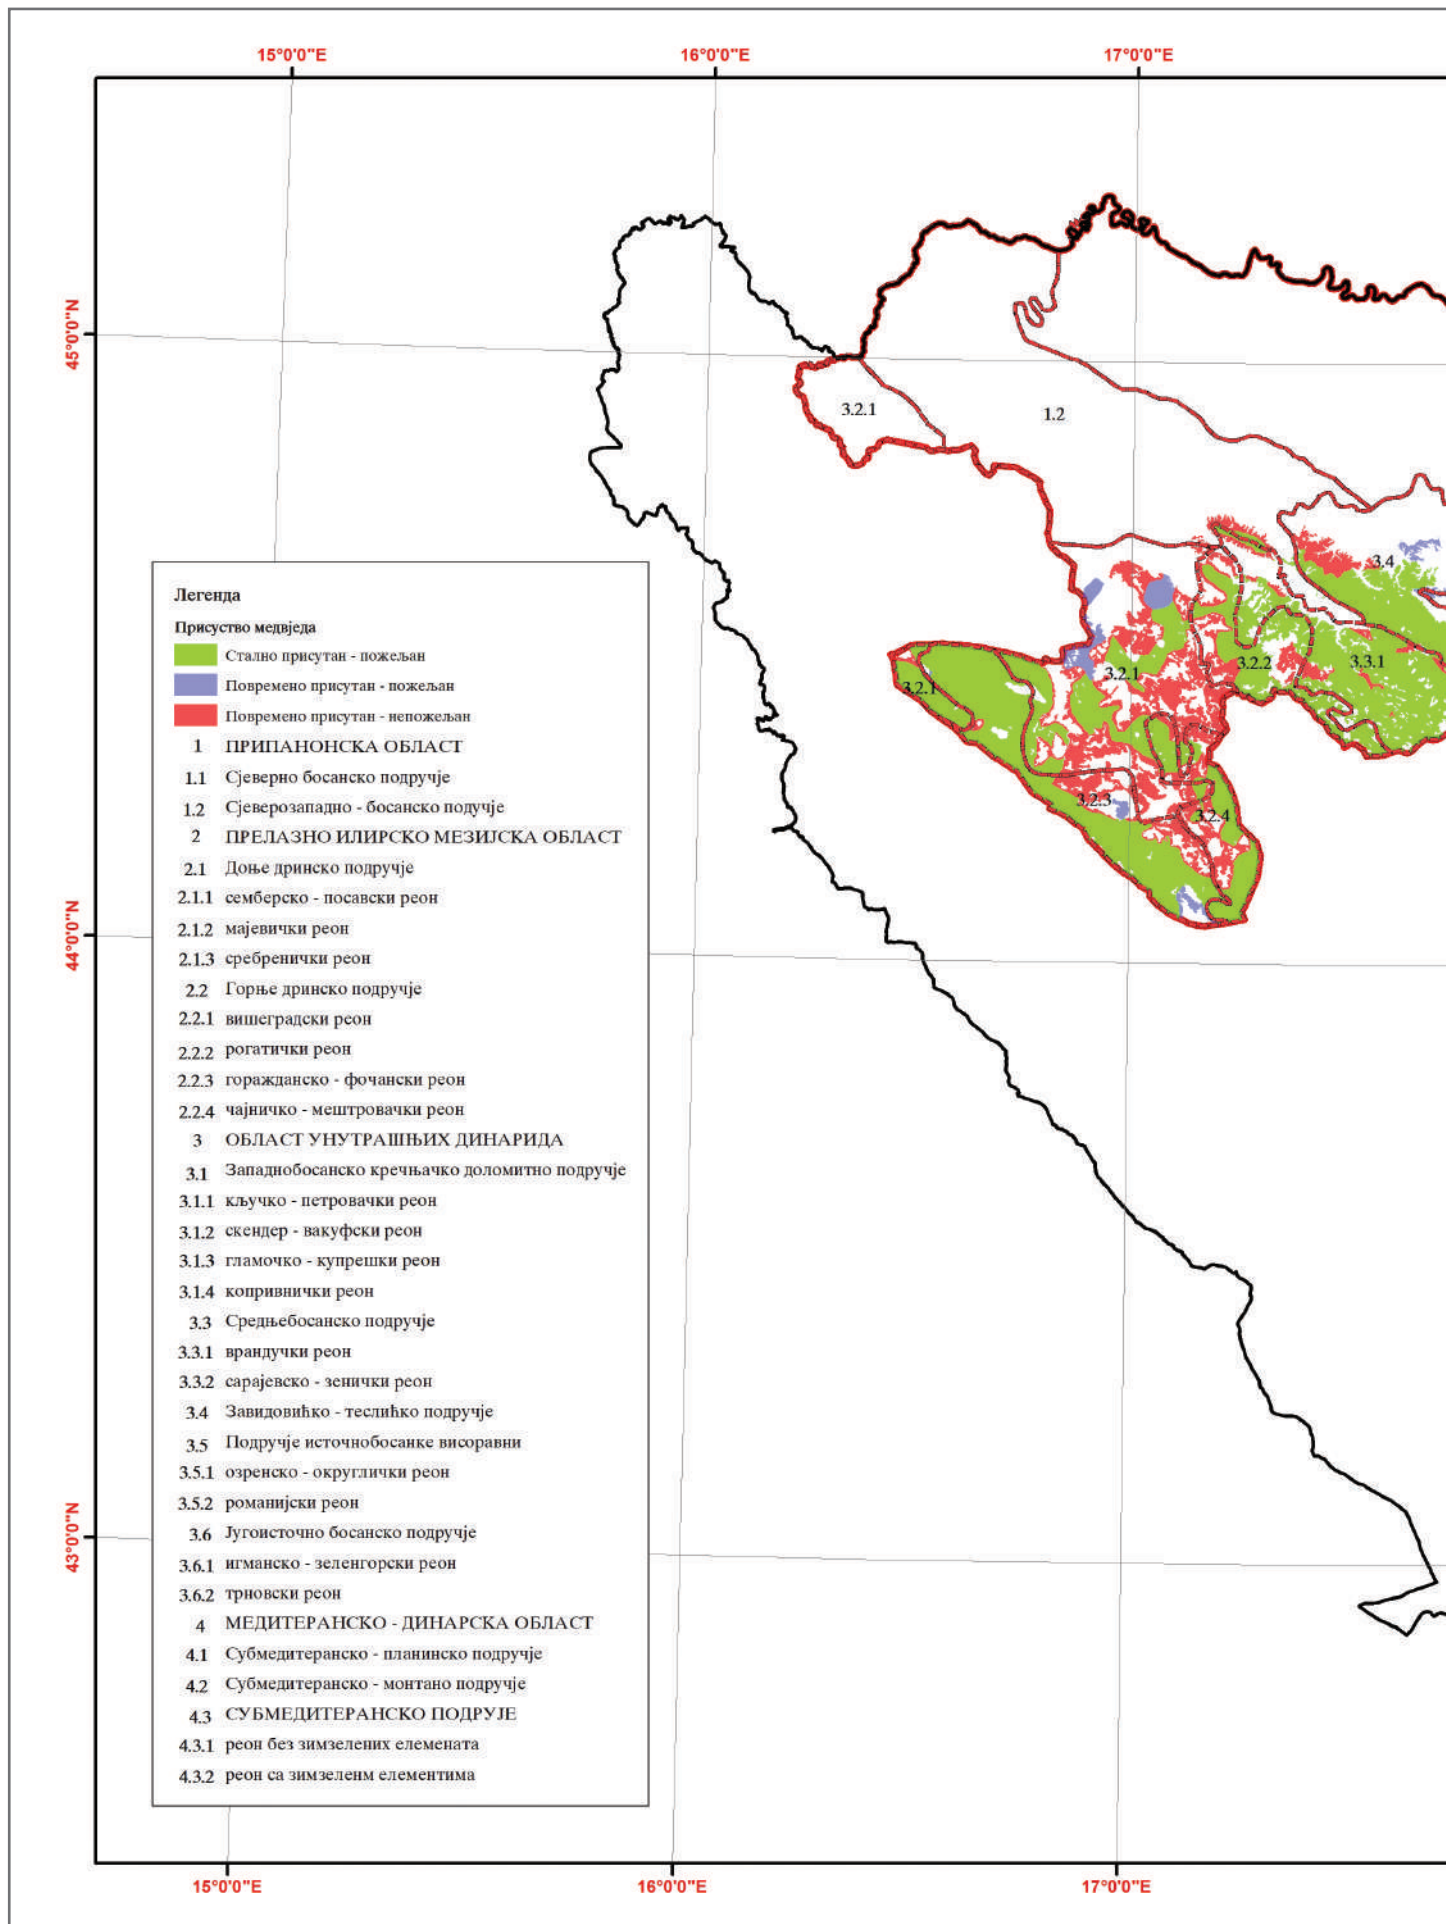 15°0'0"E 16°0'0"E 17°0'0"E
45°0'0"N
44°0'0"N
43°0'0"N
3.2.1
1.2
3.4
3.2.1
3.2.1
3.2.2
3.3.1
3.2.3
3.2.4
Легенда
Присуство медвједа
Стално присутан - пожељан
Повремено присутан - пожељан
Повремено присутан - непожељан
1 ПРИПАНОНСКА ОБЛАСТ
1.1 Сјеверно босанско подручје
1.2 Сјеверозападно - босанско подучје
2 ПРЕЛАЗНО ИЛИРСКО МЕЗИЈСКА ОБЛАСТ
2.1 Доње дринско подручје
2.1.1 семберско - посавски реон
2.1.2 мајевички реон
2.1.3 сребренички реон
2.2 Горње дринско подручје
2.2.1 вишеградски реон
2.2.2 рогатички реон
2.2.3 горажданско - фочански реон
2.2.4 чајничко - мештровачки реон
3 ОБЛАСТ УНУТРАШЊИХ ДИНАРИДА
3.1 Западнобосанско кречњачко доломитно подручје
3.1.1 кључко - петровачки реон
3.1.2 скендер - вакуфски реон
3.1.3 гламочко - купрешки реон
3.1.4 копривнички реон
3.3 Средњебосанско подручје
3.3.1 врандучки реон
3.3.2 сарајевско - зенички реон
3.4 Завидовићко - теслићко подручје
3.5 Подручје источнобосанке висоравни
3.5.1 озренско - округлички реон
3.5.2 романијски реон
3.6 Југоисточно босанско подручје
3.6.1 игманско - зеленгорски реон
3.6.2 трновски реон
4 МЕДИТЕРАНСКО - ДИНАРСКА ОБЛАСТ
4.1 Субмедитеранско - планинско подручје
4.2 Субмедитеранско - монтано подручје
4.3 СУБМЕДИТЕРАНСКО ПОДРУЈЕ
4.3.1 реон без зимзелених елемената
4.3.2 реон са зимзеленм елементима
15°0'0"E 16°0'0"E 17°0'0"E